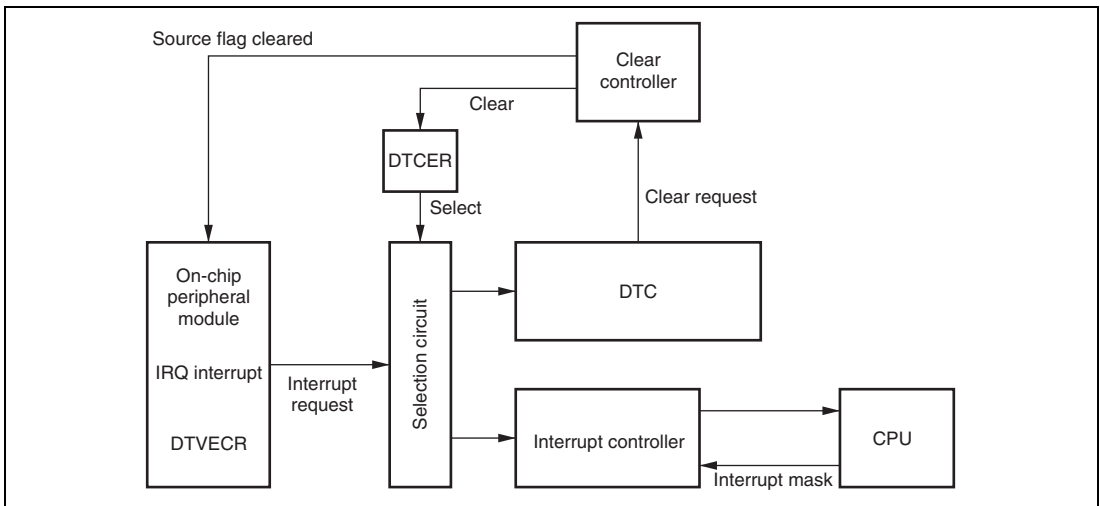 Source flag cleared
Clear
controller
Clear
DTCER
Clear request
Select
On-chip
peripheral
module
DTC
Selection circuit
IRQ interrupt
Interrupt
request
DTVECR
Interrupt controller
CPU
Interrupt mask